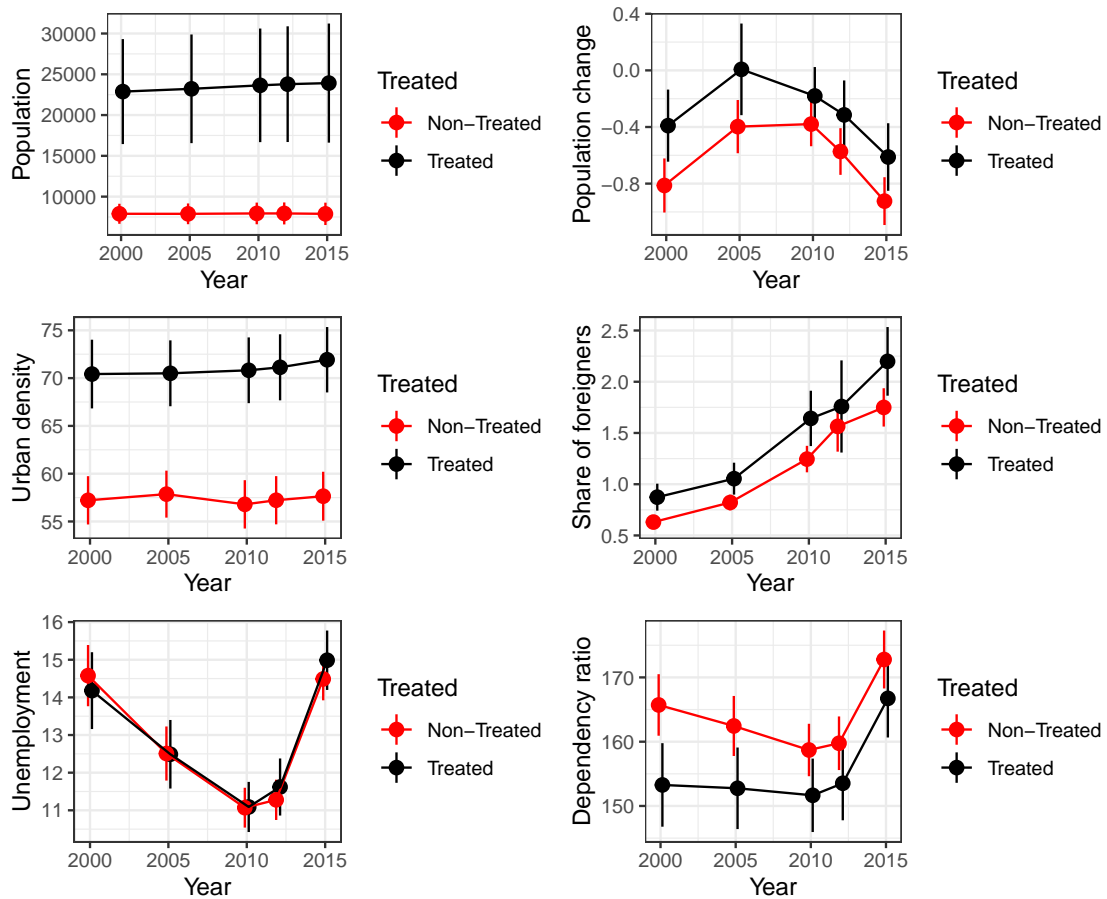 Population
30000
25000
20000
15000
10000
2000 2005 2010 2015
Year
Treated
Non−Treated
Treated
Population change
0.4
0.0
−0.4
−0.8
2000 2005 2010 2015
Year
Treated
Non−Treated
Treated
Urban density
75
70
65
60
55
2000 2005 2010 2015
Year
Treated
Non−Treated
Treated
Share of foreigners
2.5
2.0
1.5
1.0
0.5
2000 2005 2010 2015
Year
Treated
Non−Treated
Treated
Unemployment
16
15
14
13
12
11
2000 2005 2010 2015
Year
Treated
Non−Treated
Treated
Dependency ratio
170
160
150
2000 2005 2010 2015
Year
Treated
Non−Treated
Treated